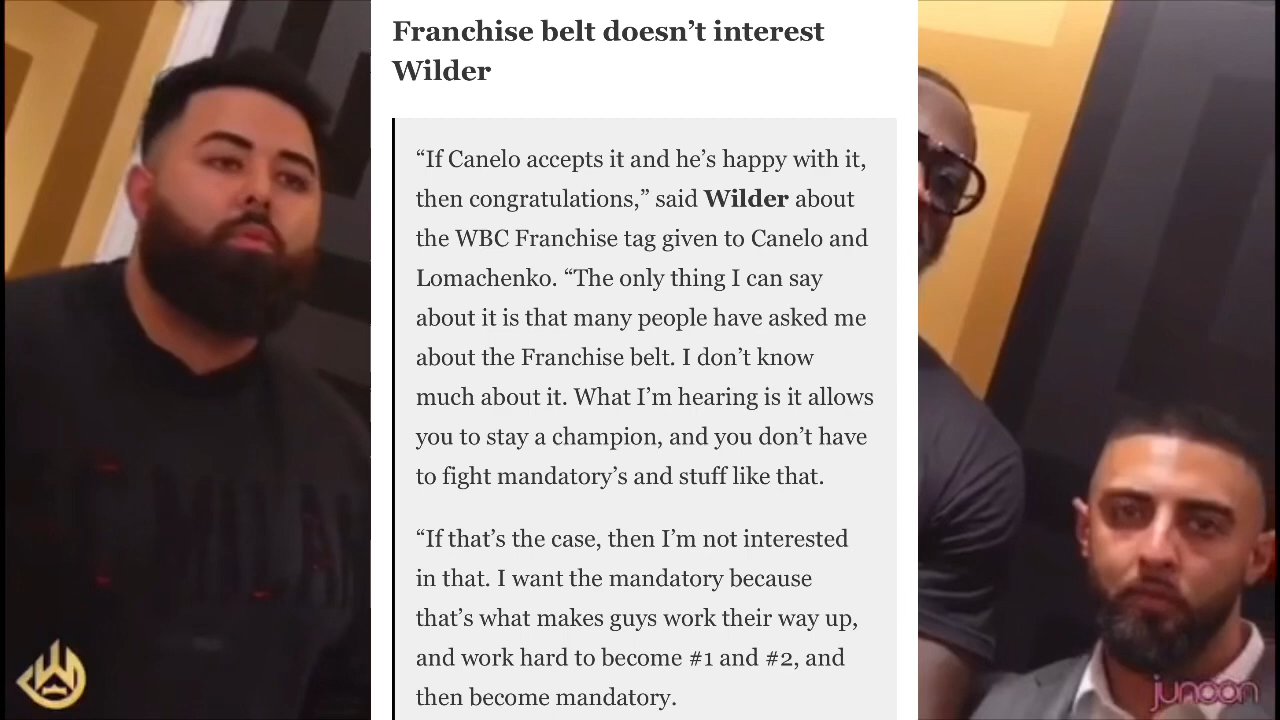 Franchise belt doesn’t interest
Wilder
“If Canelo accepts it and he’s happy with it,
then congratulations,” said Wilder about
the WBC Franchise tag given to Canelo and
Lomachenko. “The only thing I can say
about it is that many people have asked me
about the Franchise belt. I don’t know
much about it. What I’m hearing is it allows
you to stay a champion, and you don’t have
to fight mandatory’s and stuff like that.
“If that’s the case, then I’m not interested
in that. I want the mandatory because
that’s what makes guys work their way up,
and work hard to become #1 and #2, and
then become mandatory.
junoon